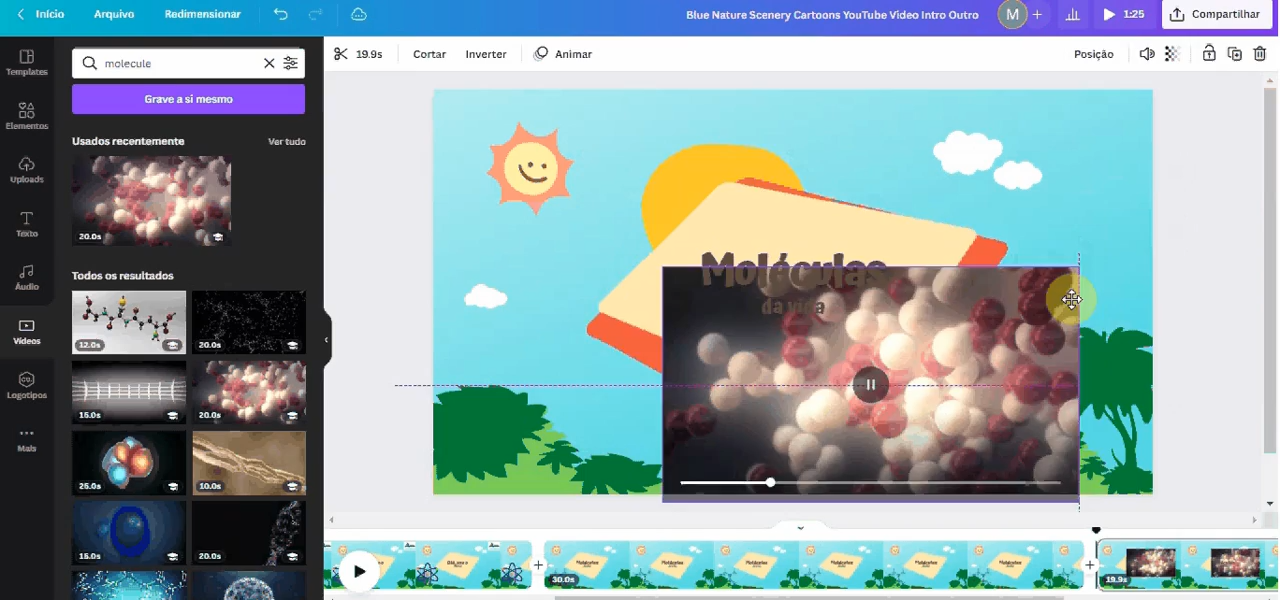 Início Arquivo Redimensionar Blue Nature Scenery Cartoons YouTube Video Intro Outro M + 1:25 Compartilhar
19.9s Cortar Inverter Animar Posição
Templates
Elementos
Uploads
Texto
Áudio
Vídeos
Logotipos
Mais
molecule
Grave a si mesmo
Usados recentemente Ver tudo
20.0s
Todos os resultados
12.0s 20.0s
15.0s 20.0s
25.0s 10.0s
15.0s 20.0s
Moléculas
da vida
30.0s
19.9s